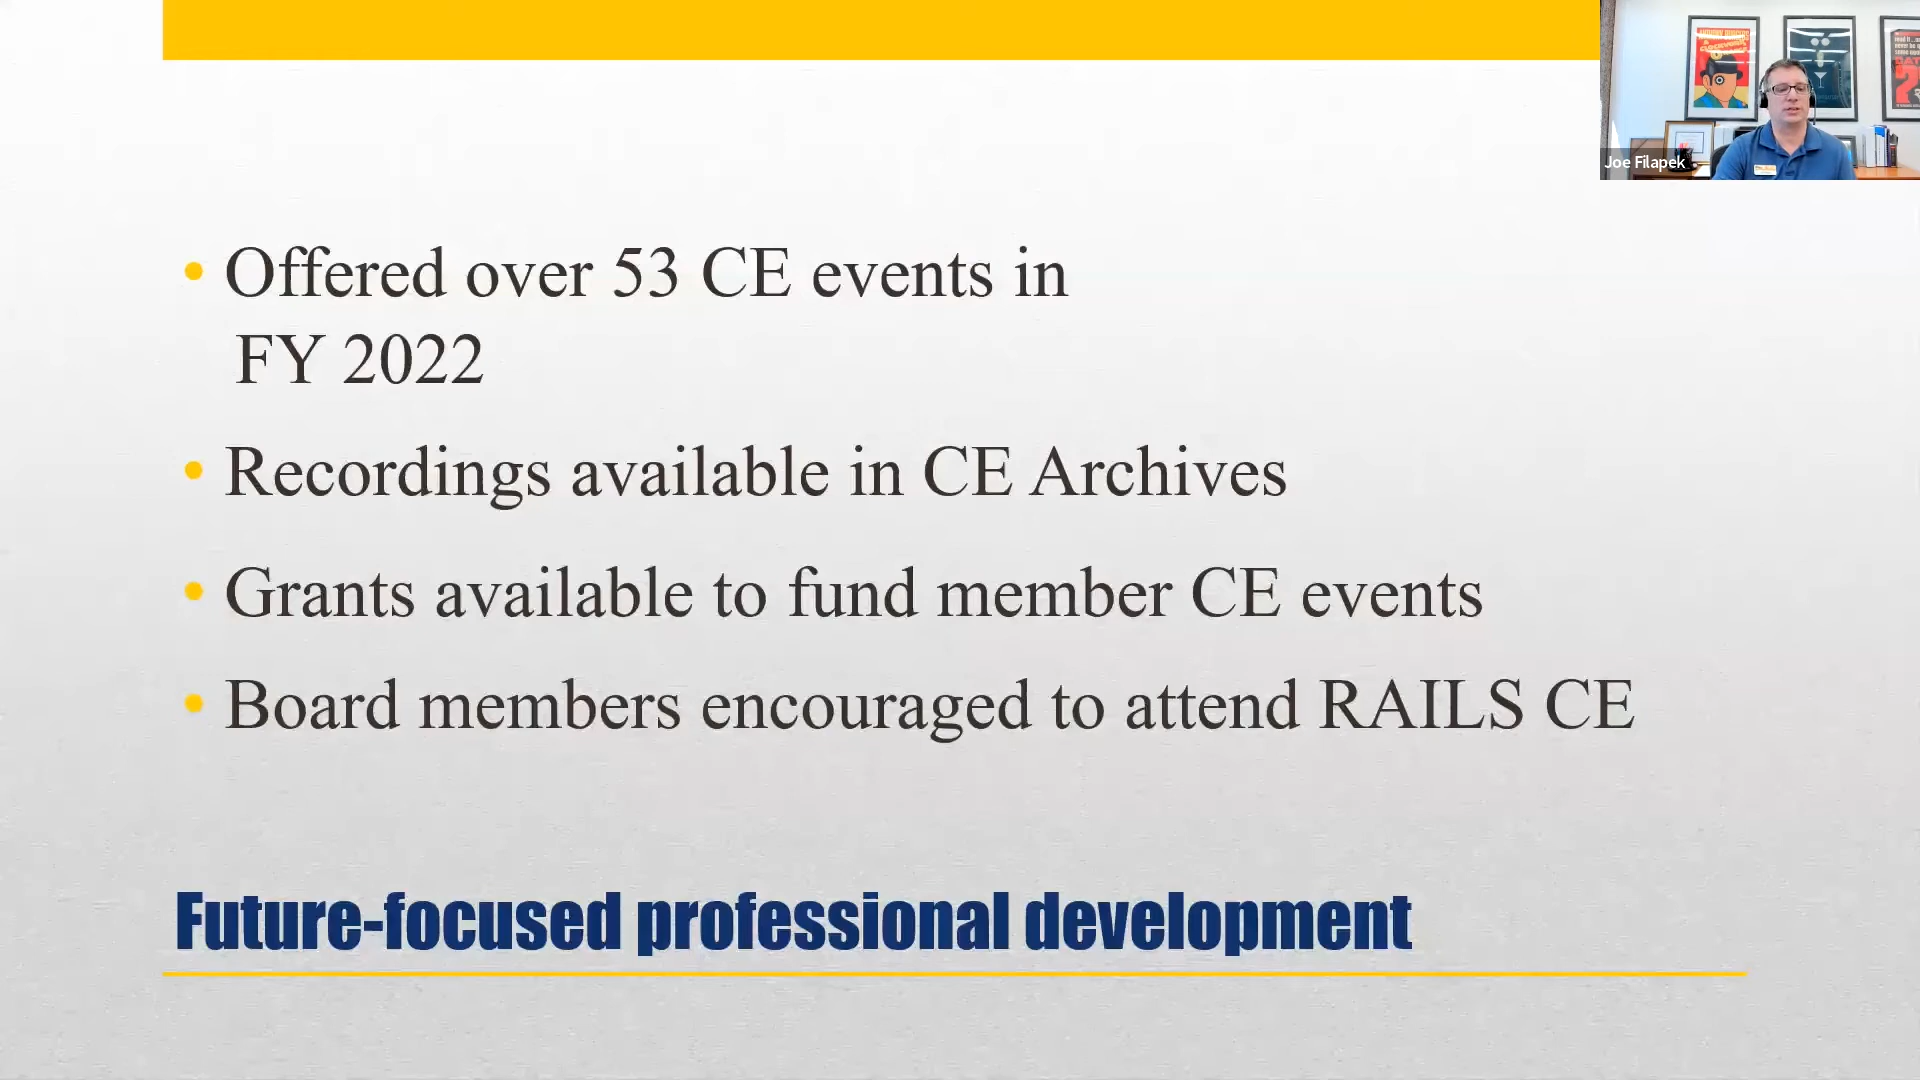 Joe Filapek
• Offered over 53 CE events in
FY 2022
• Recordings available in CE Archives
• Grants available to fund member CE events
• Board members encouraged to attend RAILS CE
Future-focused professional development